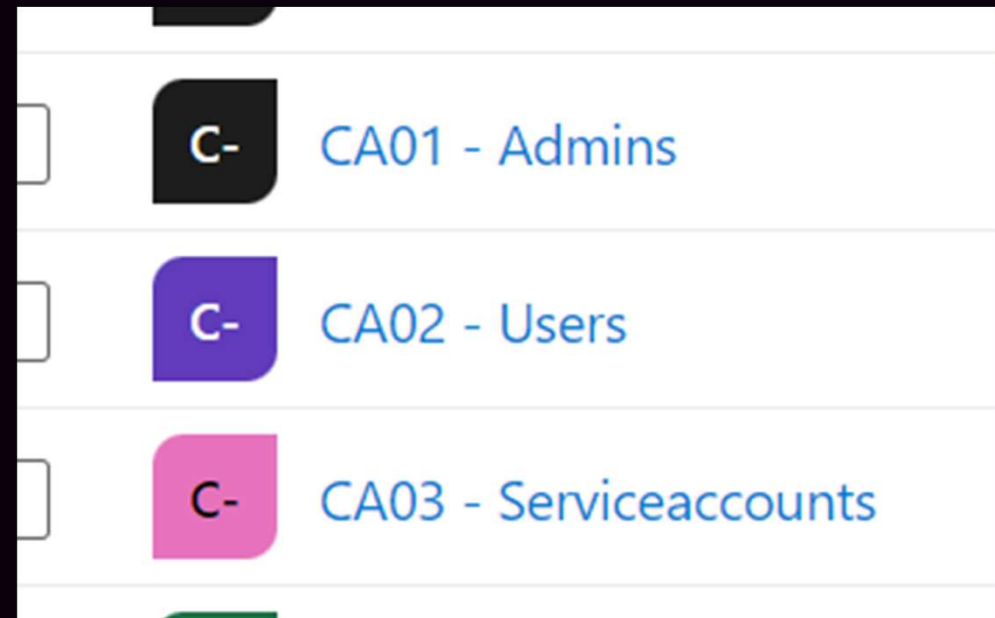 C- CA01 - Admins
C- CA02 - Users
C- CA03 - Serviceaccounts